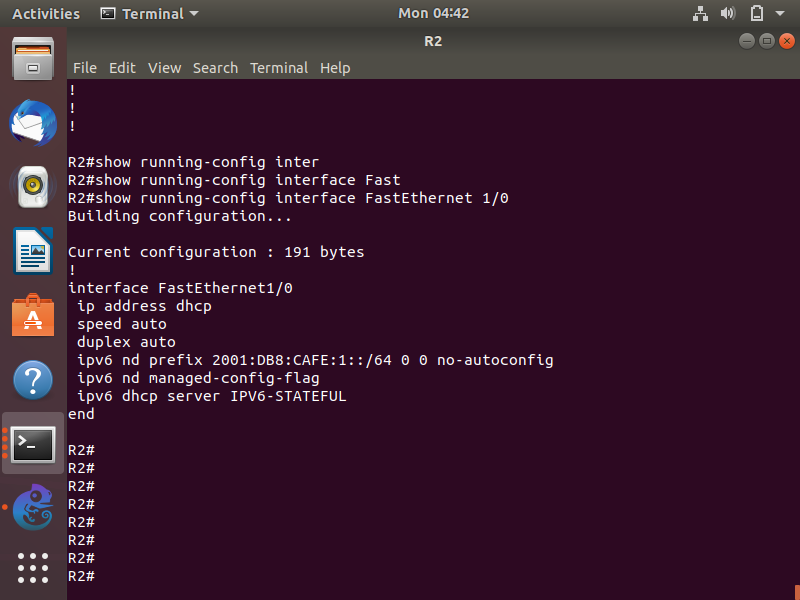 Activities Terminal Mon 04:42
R2
File Edit View Search Terminal Help
!
!
!
R2#show running-config inter
R2#show running-config interface Fast
R2#show running-config interface FastEthernet 1/0
Building configuration...
Current configuration : 191 bytes
!
interface FastEthernet1/0
 ip address dhcp
 speed auto
 duplex auto
 ipv6 nd prefix 2001:DB8:CAFE:1::/64 0 0 no-autoconfig
 ipv6 nd managed-config-flag
 ipv6 dhcp server IPV6-STATEFUL
end
R2#
R2#
R2#
R2#
R2#
R2#
R2#
R2#